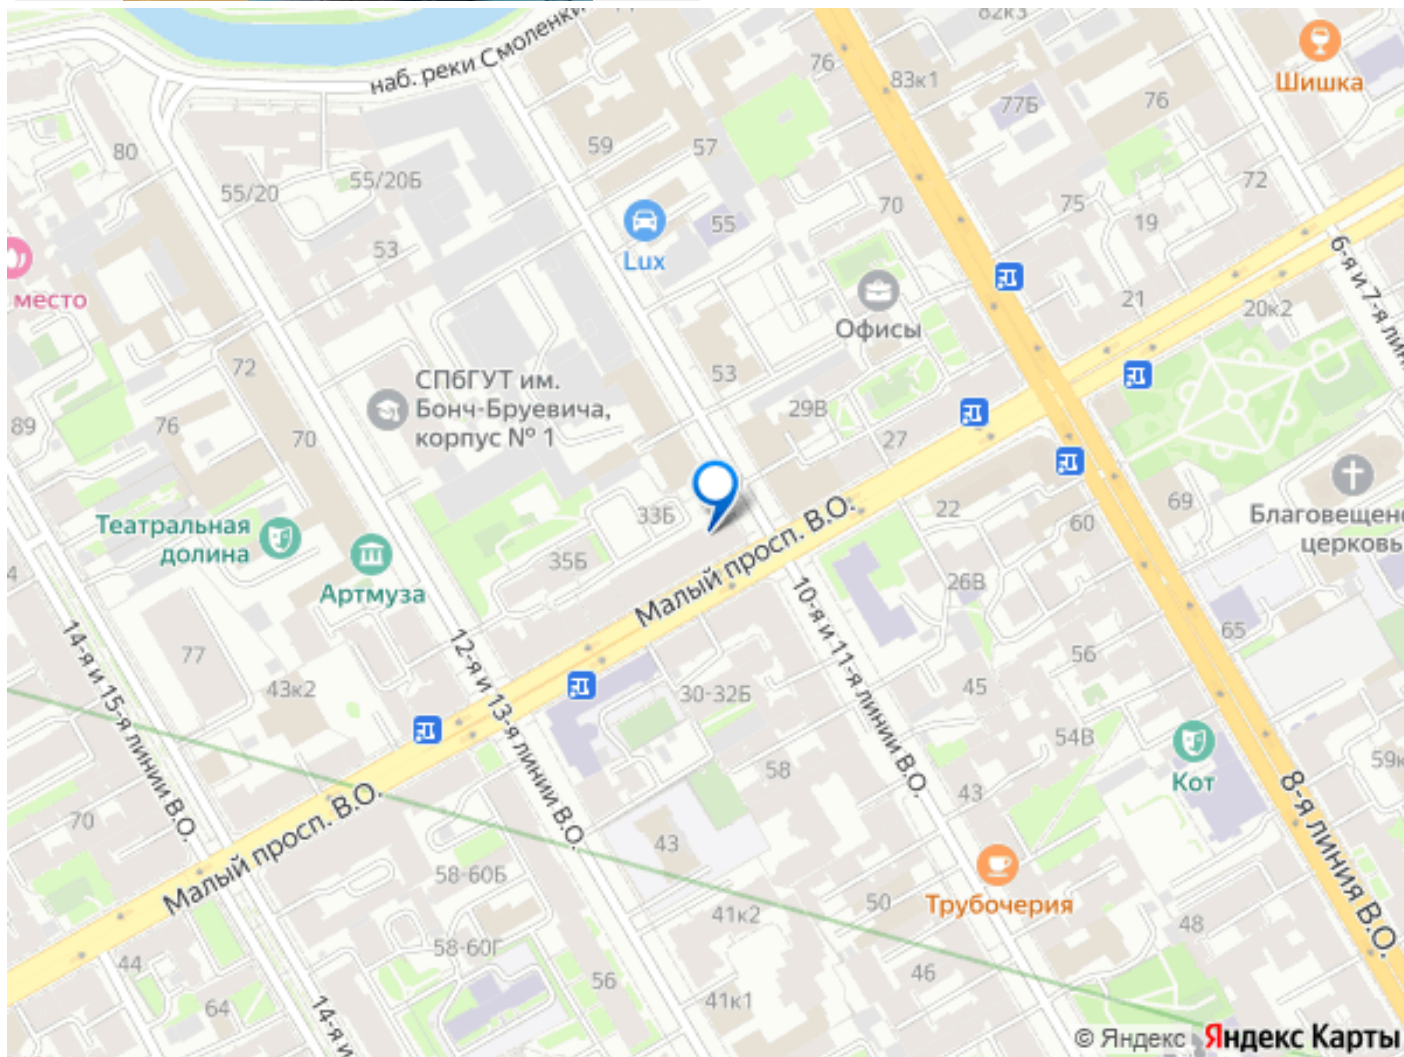 наб. реки Смоленки
82к3
Шишка
76
83к1
77Б
76
80
59
57
55/20
55/20Б
70
72
75
19
53
55
Lux
6-я и 7-я лин
место
21
20к2
Офисы
72
СПбГУТ им.
Бонч-Бруевича,
корпус № 1
53
29В
89
76
70
27
69
22
60
Благовещен
церковь
33Б
35Б
Театральная
долина
Артмуза
4
Малый просп. В.О.
10-я и 11-я линии В.О.
26В
65
56
14-я и 15-я линии В.О.
77
43к2
12-я и 13-я линии В.О.
30-32Б
45
54В
58
Кот
59к
43
8-я линия В.О.
70
Малый просп. В.О.
43
58-60Б
Трубочерия
50
41к2
48
44
58-60Г
46
56
64
41к1
14-я и
© Яндекс Яндекс Карты